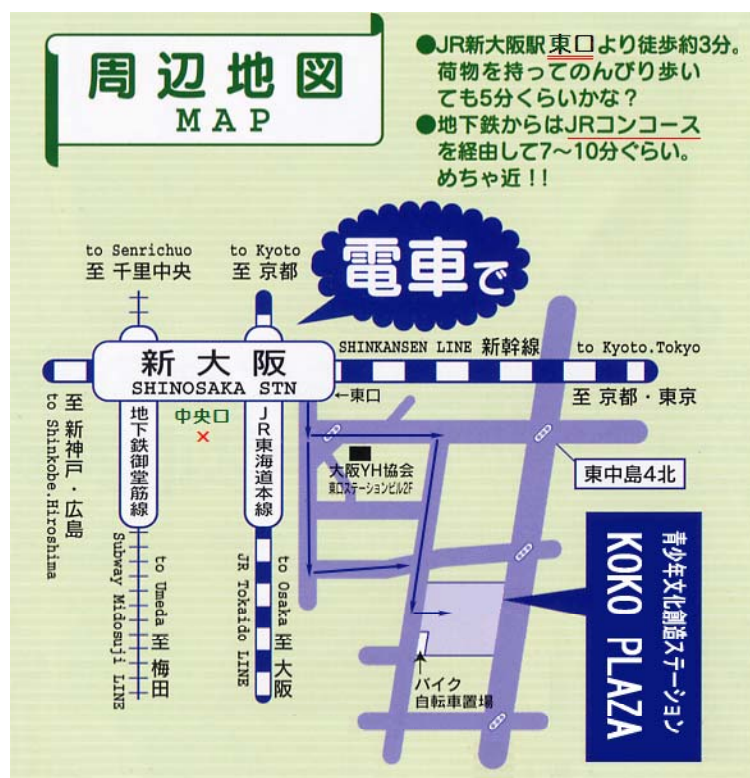 周辺地図
MAP
●JR新大阪駅東口より徒歩約3分。
荷物を持ってのんびり歩い
ても5分くらいかな?
●地下鉄からはJRコンコース
を経由して7〜10分ぐらい。
めちゃ近!!
電車で
to Senrichuo
至 千里中央
to Kyoto
至 京都
新大阪
SHINOSAKA STN
SHINKANSEN LINE 新幹線
to Kyoto.Tokyo
至 京都・東京
←東口
中央口
×
至 新神戸・広島
to Shinkobe.Hiroshima
地下鉄御堂筋線
Subway Midosuji LINE
to Umeda 至 梅田
JR東海道本線
JR Tokaido LINE
to Osaka 至 大阪
大阪YH協会
東口ステーションビル2F
東中島4北
青少年文化創造ステーション
KOKO PLAZA
バイク
自転車置場